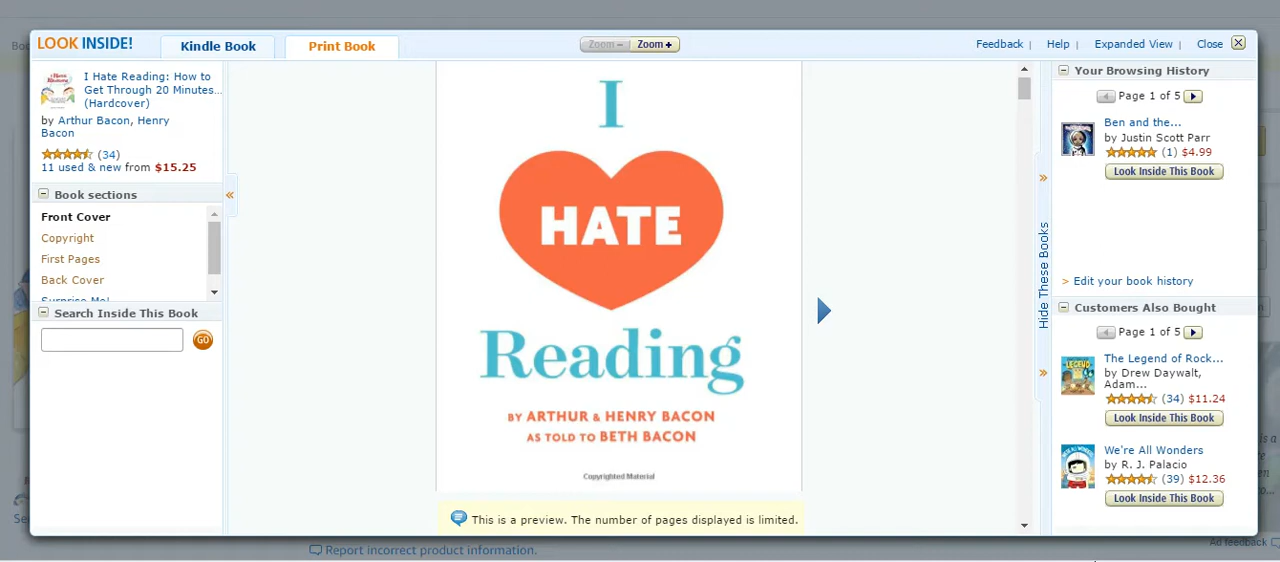 LOOK INSIDE!
Kindle Book
Print Book
Zoom −
Zoom +
Feedback |
Help |
Expanded View |
Close
I Hate Reading: How to
Get Through 20 Minutes...
(Hardcover)
by Arthur Bacon, Henry
Bacon
(34)
11 used & new from $15.25
Book sections
Front Cover
Copyright
First Pages
Back Cover
Surprise Me!
Search Inside This Book
GO
I
HATE
Reading
BY ARTHUR & HENRY BACON
AS TOLD TO BETH BACON
Copyrighted Material
This is a preview. The number of pages displayed is limited.
Hide These Books
Your Browsing History
Page 1 of 5
Ben and the...
by Justin Scott Parr
(1) $4.99
Look Inside This Book
> Edit your book history
Customers Also Bought
Page 1 of 5
The Legend of Rock...
by Drew Daywalt,
Adam...
(34) $11.24
Look Inside This Book
We're All Wonders
by R. J. Palacio
(39) $12.36
Look Inside This Book
Report incorrect product information.
Ad feedback